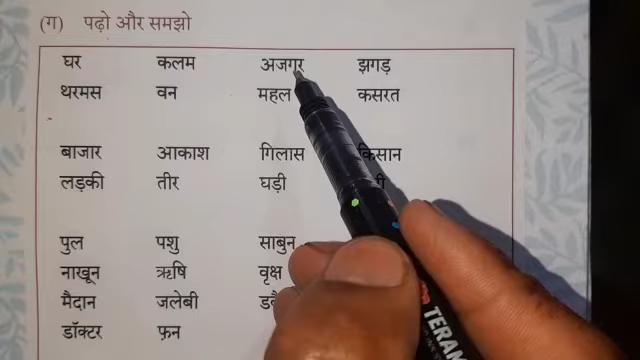 (ग) पढ़ो और समझो
घर कलम अजगर झगड़
थरमस वन महल कसरत
बाजार आकाश गिलास किसान
लड़की तीर घड़ी
पुल पशु साबुन
नाखून ऋषि वृक्ष
मैदान जलेबी
डॉक्टर फ़न